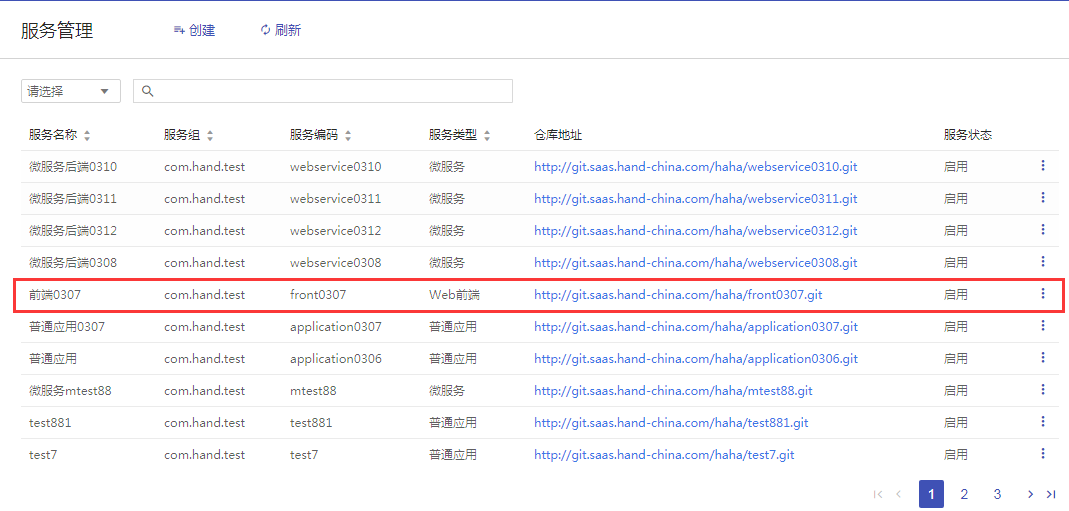 服务管理 创建 刷新
请选择
服务名称 服务组 服务编码 服务类型 仓库地址 服务状态
微服务后端0310 com.hand.test webservice0310 微服务 http://git.saas.hand-china.com/haha/webservice0310.git 启用
微服务后端0311 com.hand.test webservice0311 微服务 http://git.saas.hand-china.com/haha/webservice0311.git 启用
微服务后端0312 com.hand.test webservice0312 微服务 http://git.saas.hand-china.com/haha/webservice0312.git 启用
微服务后端0308 com.hand.test webservice0308 微服务 http://git.saas.hand-china.com/haha/webservice0308.git 启用
前端0307 com.hand.test front0307 Web前端 http://git.saas.hand-china.com/haha/front0307.git 启用
普通应用0307 com.hand.test application0307 普通应用 http://git.saas.hand-china.com/haha/application0307.git 启用
普通应用 com.hand.test application0306 普通应用 http://git.saas.hand-china.com/haha/application0306.git 启用
微服务mtest88 com.hand.test mtest88 微服务 http://git.saas.hand-china.com/haha/mtest88.git 启用
test881 com.hand.test test881 普通应用 http://git.saas.hand-china.com/haha/test881.git 启用
test7 com.hand.test test7 普通应用 http://git.saas.hand-china.com/haha/test7.git 启用
1 2 3